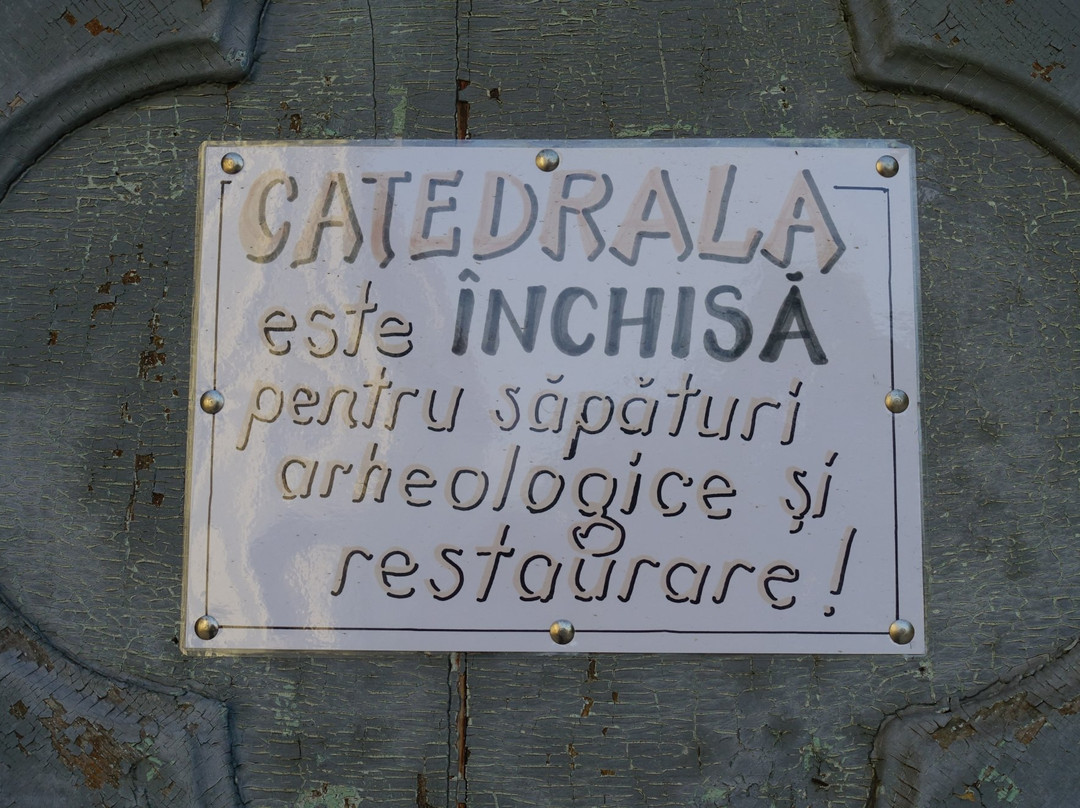 CATEDRALA
este ÎNCHISĂ
pentru săpături
arheologice și
restaurare!